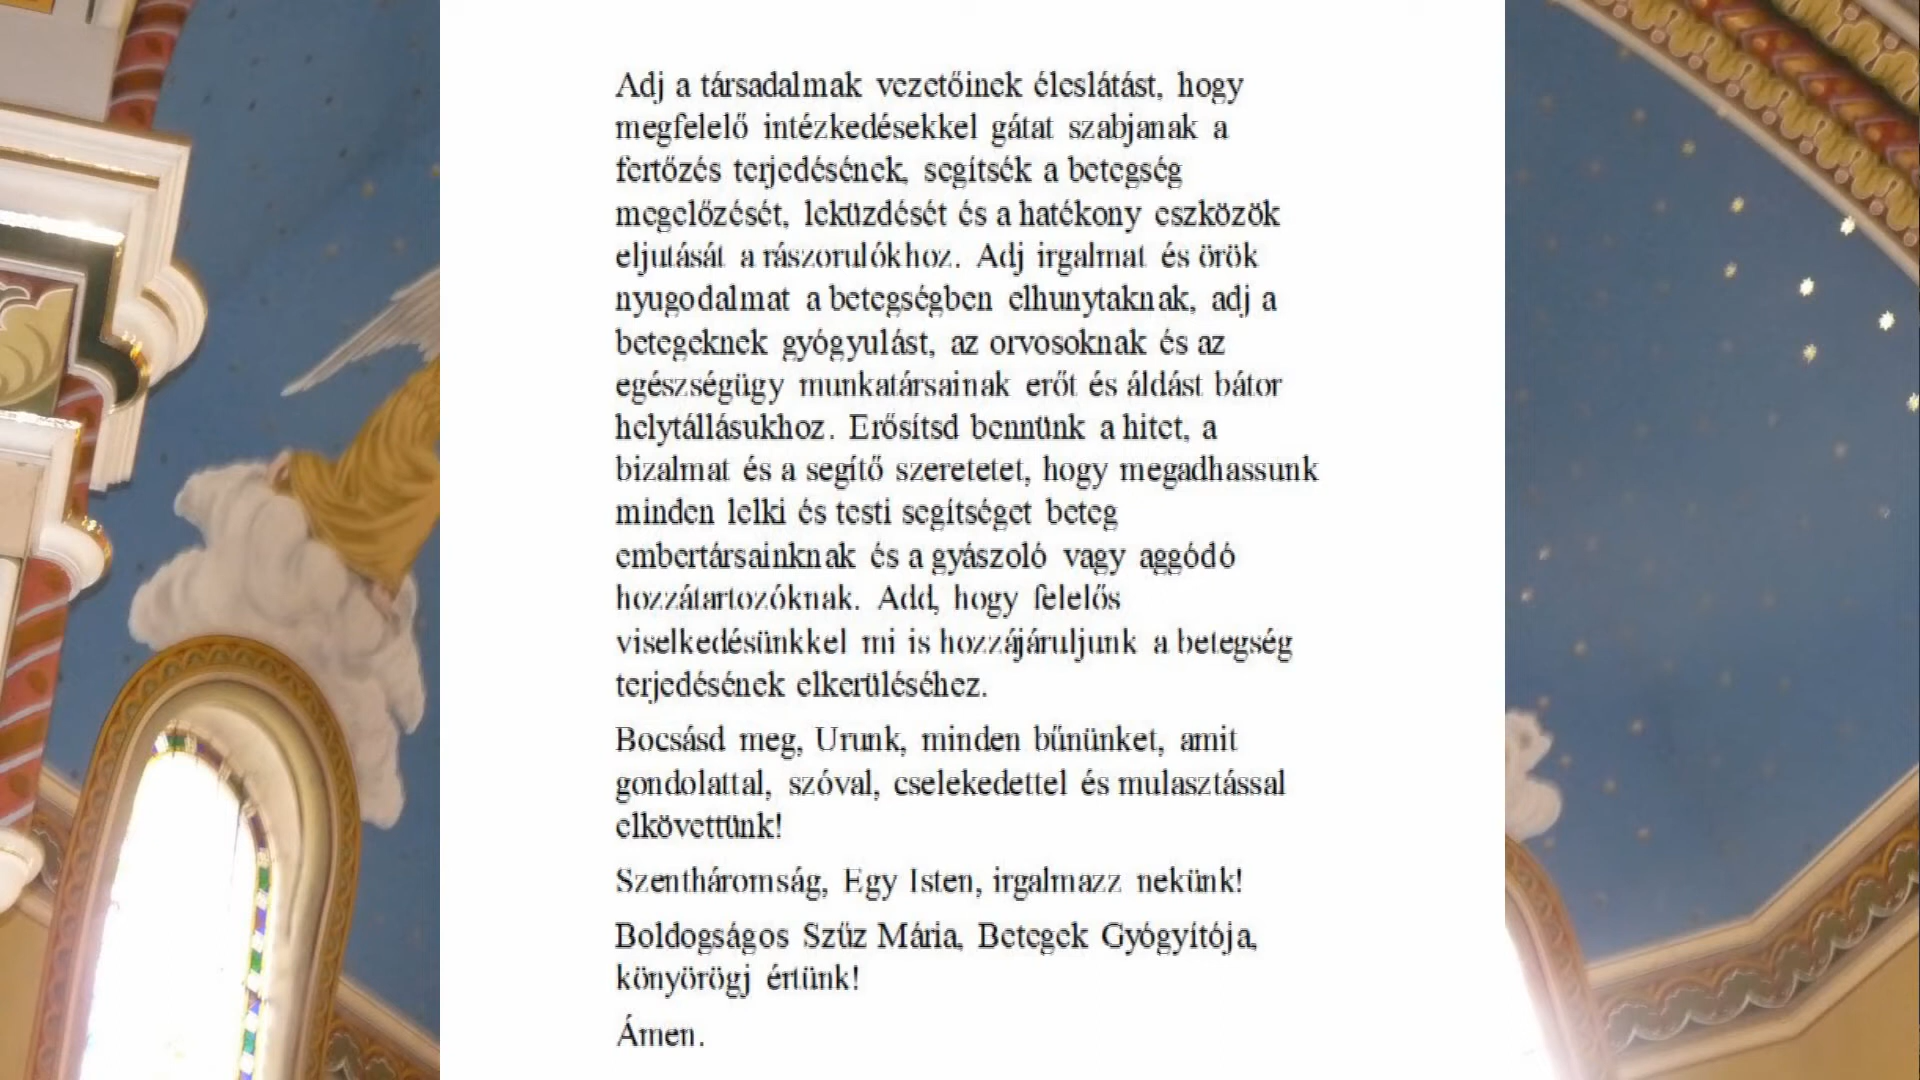 Adj a társadalmak vezetőinek éleslátást, hogy
megfelelő intézkedésekkel gátat szabjanak a
fertőzés terjedésének, segítsék a betegség
megelőzését, leküzdését és a hatékony eszközök
eljutását a rászorulókhoz. Adj irgalmat és örök
nyugodalmat a betegségben elhunytaknak, adj a
betegeknek gyógyulást, az orvosoknak és az
egészségügy munkatársainak erőt és áldást bátor
helytállásukhoz. Erősítsd bennünk a hitet, a
bizalmat és a segítő szeretetet, hogy megadhassunk
minden lelki és testi segítséget beteg
embertársainknak és a gyászoló vagy aggódó
hozzátartozóknak. Add, hogy felelős
viselkedésünkkel mi is hozzájáruljunk a betegség
terjedésének elkerüléséhez.
Bocsásd meg, Urunk, minden bűnünket, amit
gondolattal, szóval, cselekedettel és mulasztással
elkövettünk!
Szentháromság, Egy Isten, irgalmazz nekünk!
Boldogságos Szűz Mária, Betegek Gyógyítója,
könyörögj értünk!
Ámen.